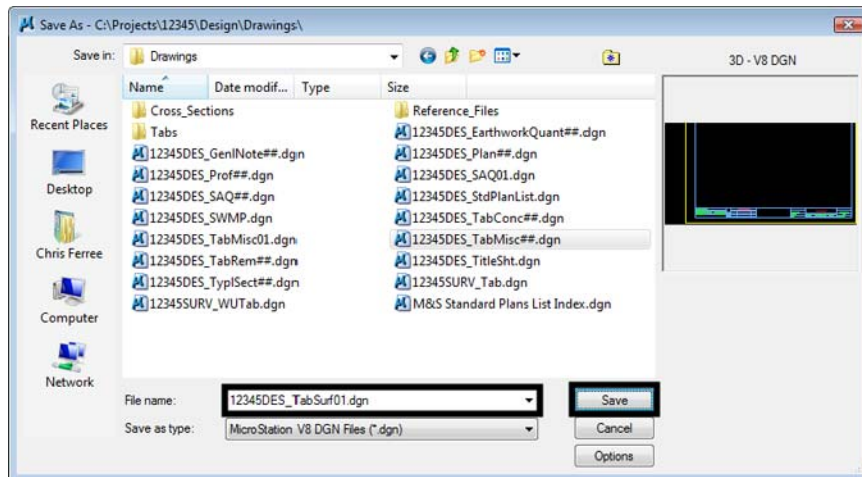 Save As - C:\Projects\12345\Design\Drawings\
Save in: Drawings
3D - V8 DGN
Name Date modif... Type Size
Recent Places
Desktop
Chris Ferree
Computer
Network
Cross_Sections
Tabs
12345DES_GenlNote##.dgn
12345DES_Prof##.dgn
12345DES_SAQ##.dgn
12345DES_SWMP.dgn
12345DES_TabMisc01.dgn
12345DES_TabRem##.dgn
12345DES_TyplSect##.dgn
12345SURV_WUTab.dgn
Reference_Files
12345DES_EarthworkQuant##.dgn
12345DES_Plan##.dgn
12345DES_SAQ01.dgn
12345DES_StdPlanList.dgn
12345DES_TabConc##.dgn
12345DES_TabMisc##.dgn
12345DES_TitleSht.dgn
12345SURV_Tab.dgn
M&S Standard Plans List Index.dgn
File name: 12345DES_TabSurf01.dgn Save
Save as type: MicroStation V8 DGN Files (*.dgn) Cancel
Options